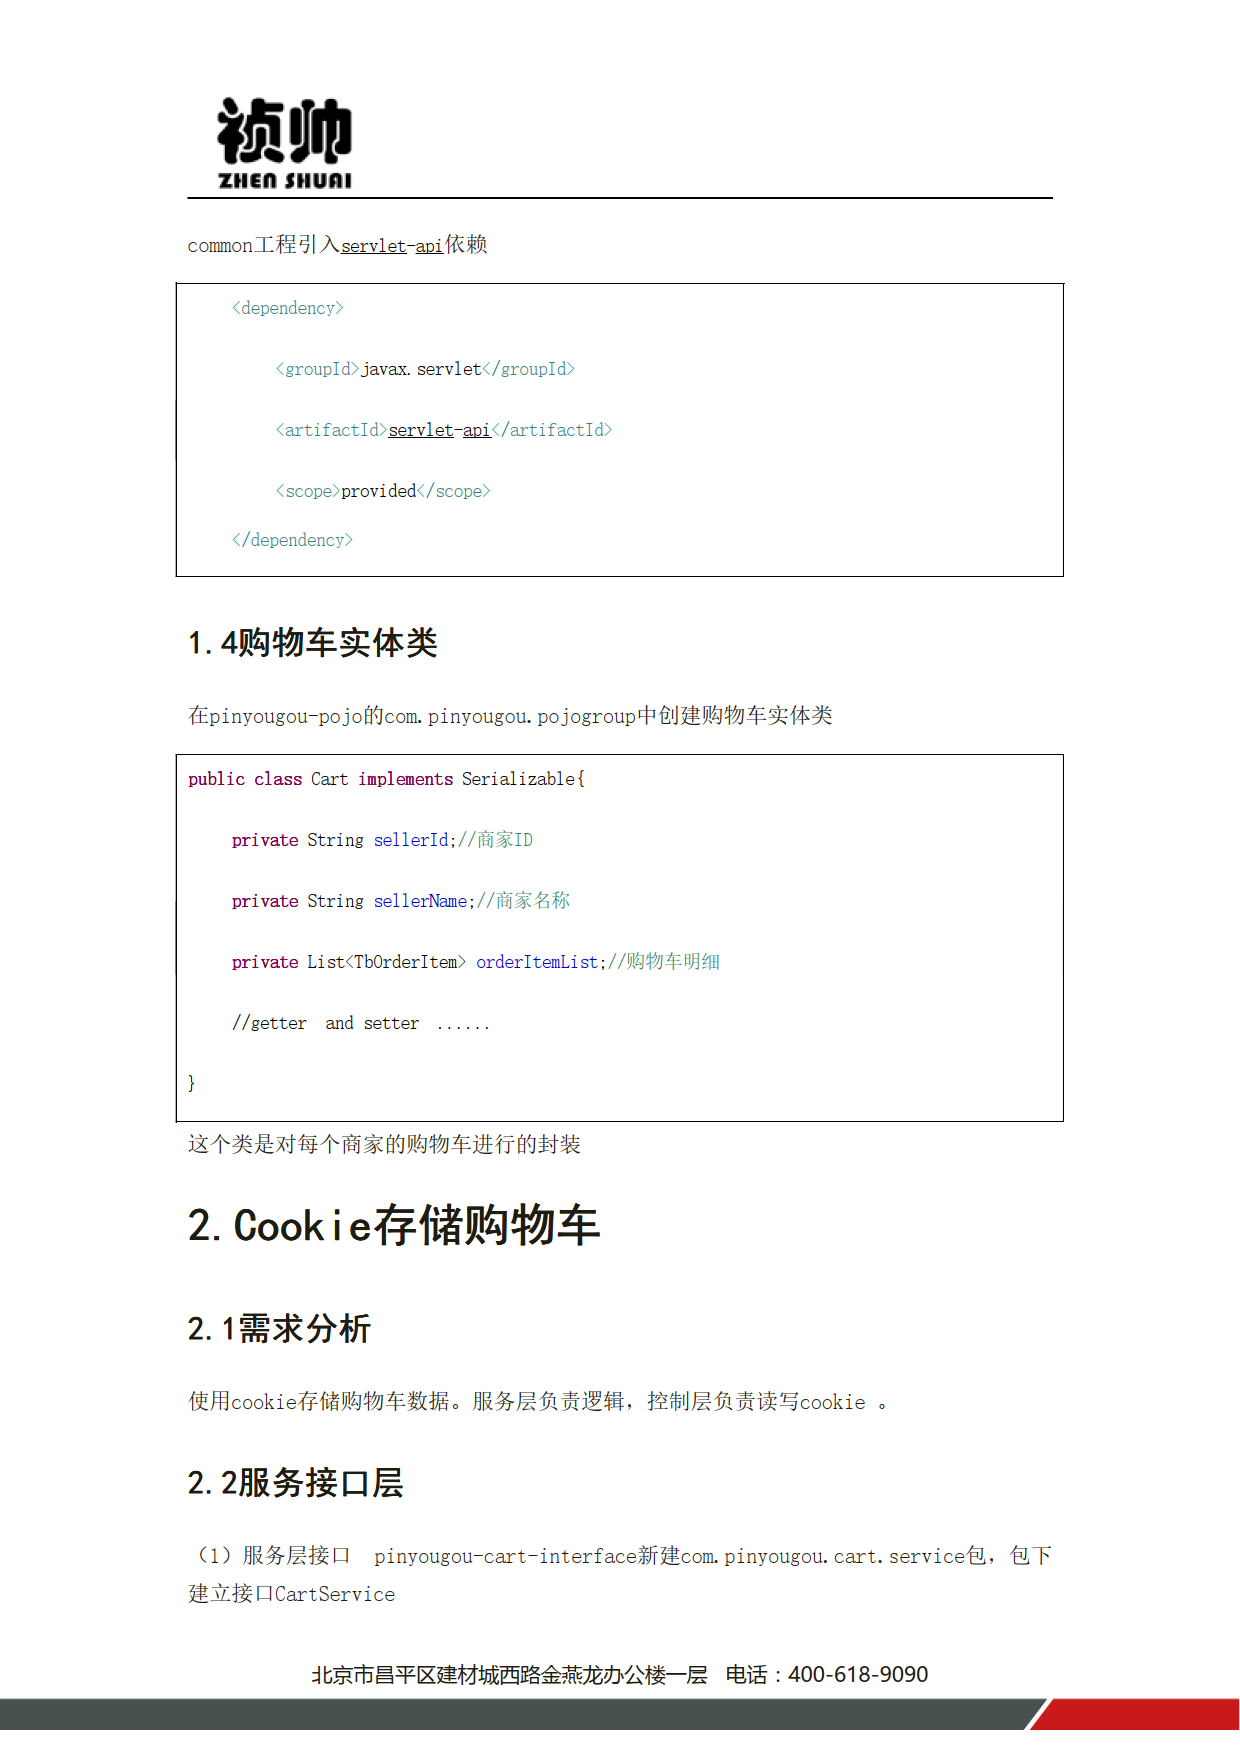 祯帅
ZHEN SHUAI
common工程引入servlet-api依赖
<dependency>
<groupId>javax.servlet</groupId>
<artifactId>servlet-api</artifactId>
<scope>provided</scope>
</dependency>
1.4购物车实体类
在pinyougou-pojo的com.pinyougou.pojogroup中创建购物车实体类
public class Cart implements Serializable{
private String sellerId;//商家ID
private String sellerName;//商家名称
private List<TbOrderItem> orderItemList;//购物车明细
//getter  and setter  ......
}
这个类是对每个商家的购物车进行的封装
2.Cookie存储购物车
2.1需求分析
使用cookie存储购物车数据。服务层负责逻辑，控制层负责读写cookie 。
2.2服务接口层
（1）服务层接口  pinyougou-cart-interface新建com.pinyougou.cart.service包，包下
建立接口CartService
北京市昌平区建材城西路金燕龙办公楼一层  电话：400-618-9090